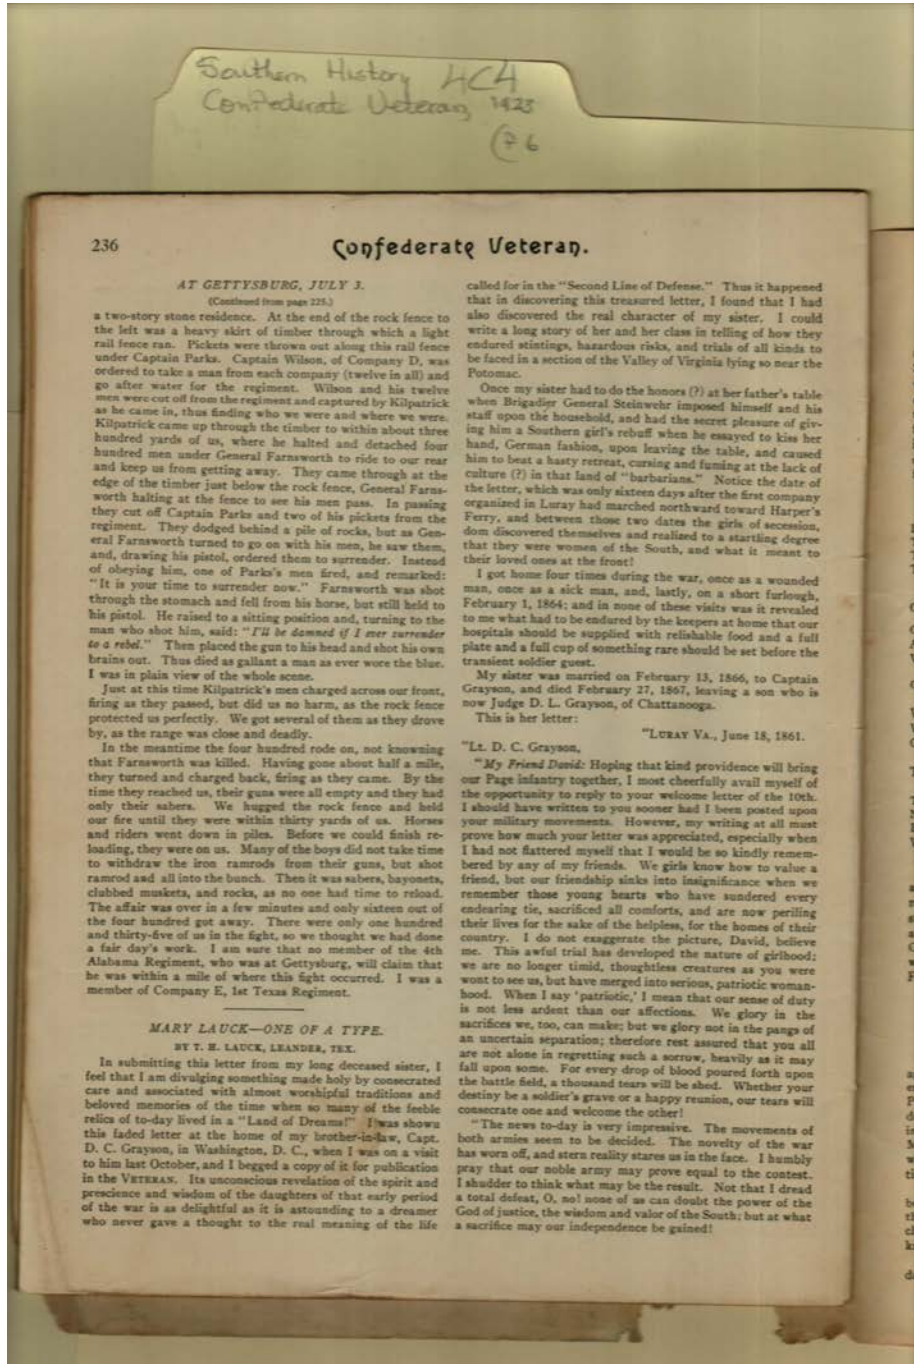 Southern History 4C4
Confederate Veteran, 1923
(76
236
Confederate Veteran.
AT GETTYSBURG, JULY 3.
(Continued from page 225.)
a two-story stone residence. At the end of the rock fence to
the left was a heavy skirt of timber through which a light
rail fence ran. Pickets were thrown out along this rail fence
under Captain Parks. Captain Wilson, of Company D, was
ordered to take a man from each company (twelve in all) and
go after water for the regiment. Wilson and his twelve
men were cut off from the regiment and captured by Kilpatrick
as he came in, thus finding who we were and where we were.
Kilpatrick came up through the timber to within about three
hundred yards of us, where he halted and detached four
hundred men under General Farnsworth to ride to our rear
and keep us from getting away. They came through at the
edge of the timber just below the rock fence, General Farns-
worth halting at the fence to see his men pass. In passing
they cut off Captain Parks and two of his pickets from the
regiment. They dodged behind a pile of rocks, but as Gen-
eral Farnsworth turned to go on with his men, he saw them,
and, drawing his pistol, ordered them to surrender. Instead
of obeying him, one of Parks's men fired, and remarked:
"It is your time to surrender now." Farnsworth was shot
through the stomach and fell from his horse, but still held to
his pistol. He raised to a sitting position and, turning to the
man who shot him, said: "I'll be damned if I ever surrender
to a rebel." Then placed the gun to his head and shot his own
brains out. Thus died as gallant a man as ever wore the blue.
I was in plain view of the whole scene.
Just at this time Kilpatrick's men charged across our front,
firing as they passed, but did us no harm, as the rock fence
protected us perfectly. We got several of them as they drove
by, as the range was close and deadly.
In the meantime the four hundred rode on, not knowning
that Farnsworth was killed. Having gone about half a mile,
they turned and charged back, firing as they came. By the
time they reached us, their guns were all empty and they had
only their sabers. We hugged the rock fence and held
our fire until they were within thirty yards of us. Horses
and riders went down in piles. Before we could finish re-
loading, they were on us. Many of the boys did not take time
to withdraw the iron ramrods from their guns, but shot
ramrod and all into the bunch. Then it was sabers, bayonets,
clubbed muskets, and rocks, as no one had time to reload.
The affair was over in a few minutes and only sixteen out of
the four hundred got away. There were only one hundred
and thirty-five of us in the fight, so we thought we had done
a fair day's work. I am sure that no member of the 4th
Alabama Regiment, who was at Gettysburg, will claim that
he was within a mile of where this fight occurred. I was a
member of Company E, 1st Texas Regiment.
MARY LAUCK—ONE OF A TYPE.
BY T. H. LAUCK, LEANDER, TEX.
In submitting this letter from my long deceased sister, I
feel that I am divulging something made holy by consecrated
care and associated with almost worshipful traditions and
beloved memories of the time when so many of the feeble
relics of to-day lived in a "Land of Dreams!" I was shown
this faded letter at the home of my brother-in-law, Capt.
D. C. Grayson, in Washington, D. C., when I was on a visit
to him last October, and I begged a copy of it for publication
in the VETERAN. Its unconscious revelation of the spirit and
prescience and wisdom of the daughters of that early period
of the war is as delightful as it is astounding to a dreamer
who never gave a thought to the real meaning of the life
called for in the "Second Line of Defense." Thus it happened
that in discovering this treasured letter, I found that I had
also discovered the real character of my sister. I could
write a long story of her and her class in telling of how they
endured stintings, hazardous risks, and trials of all kinds to
be faced in a section of the Valley of Virginia lying so near the
Potomac.
Once my sister had to do the honors (?) at her father's table
when Brigadier General Steinwehr imposed himself and his
staff upon the household, and had the secret pleasure of giv-
ing him a Southern girl's rebuff when he essayed to kiss her
hand, German fashion, upon leaving the table, and caused
him to beat a hasty retreat, cursing and fuming at the lack of
culture (?) in that land of "barbarians." Notice the date of
the letter, which was only sixteen days after the first company
organized in Luray had marched northward toward Harper's
Ferry, and between those two dates the girls of secession,
dom discovered themselves and realized to a startling degree
that they were women of the South, and what it meant to
their loved ones at the front!
I got home four times during the war, once as a wounded
man, once as a sick man, and, lastly, on a short furlough,
February 1, 1864; and in none of these visits was it revealed
to me what had to be endured by the keepers at home that our
hospitals should be supplied with relishable food and a full
plate and a full cup of something rare should be set before the
transient soldier guest.
My sister was married on February 13, 1866, to Captain
Grayson, and died February 27, 1867, leaving a son who is
now Judge D. L. Grayson, of Chattanooga.
This is her letter:
"LURAY VA., June 18, 1861.
"Lt. D. C. Grayson,
"My Friend David: Hoping that kind providence will bring
our Page infantry together, I most cheerfully avail myself of
the opportunity to reply to your welcome letter of the 10th.
I should have written to you sooner had I been posted upon
your military movements. However, my writing at all must
prove how much your letter was appreciated, especially when
I had not flattered myself that I would be so kindly remem-
bered by any of my friends. We girls know how to value a
friend, but our friendship sinks into insignificance when we
remember those young hearts who have sundered every
endearing tie, sacrificed all comforts, and are now periling
their lives for the sake of the helpless, for the homes of their
country. I do not exaggerate the picture, David, believe
me. This awful trial has developed the nature of girlhood;
we are no longer timid, thoughtless creatures as you were
wont to see us, but have merged into serious, patriotic woman-
hood. When I say 'patriotic,' I mean that our sense of duty
is not less ardent than our affections. We glory in the
sacrifices we, too, can make; but we glory not in the pangs of
an uncertain separation; therefore rest assured that you all
are not alone in regretting such a sorrow, heavily as it may
fall upon some. For every drop of blood poured forth upon
the battle field, a thousand tears will be shed. Whether your
destiny be a soldier's grave or a happy reunion, our tears will
consecrate one and welcome the other!
"The news to-day is very impressive. The movements of
both armies seem to be decided. The novelty of the war
has worn off, and stern reality stares us in the face. I humbly
pray that our noble army may prove equal to the contest.
I shudder to think what may be the result. Not that I dread
a total defeat, O, no! none of us can doubt the power of the
God of justice, the wisdom and valor of the South; but at what
a sacrifice may our independence be gained!